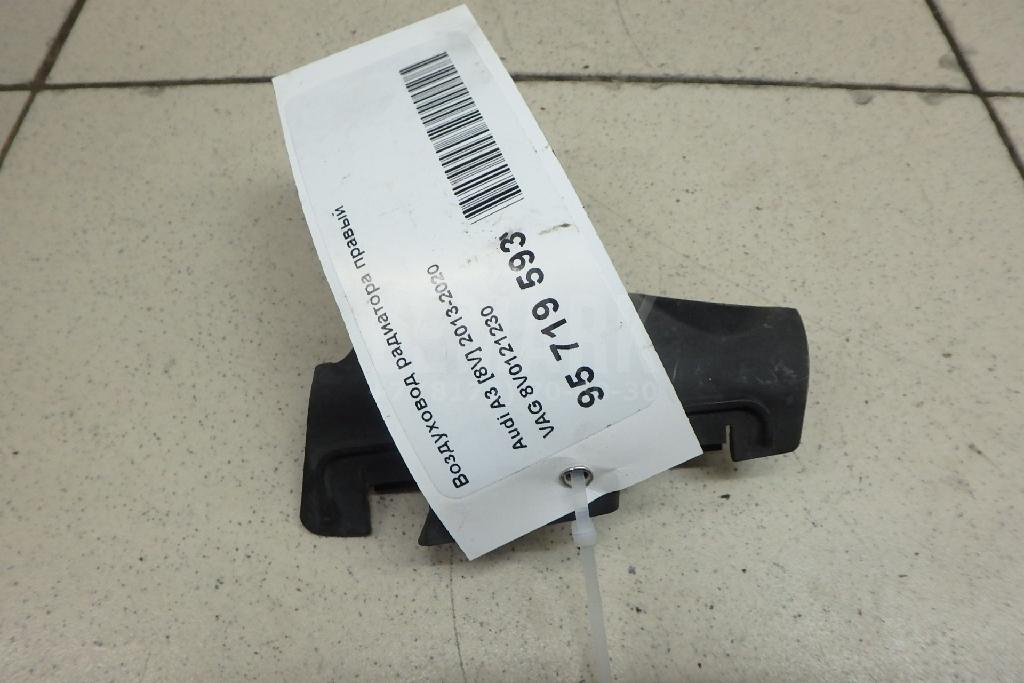 Воздуховод радиатора правый
Audi A3 [8V] 2013-2020
VAG 8V0121230
95 719 593